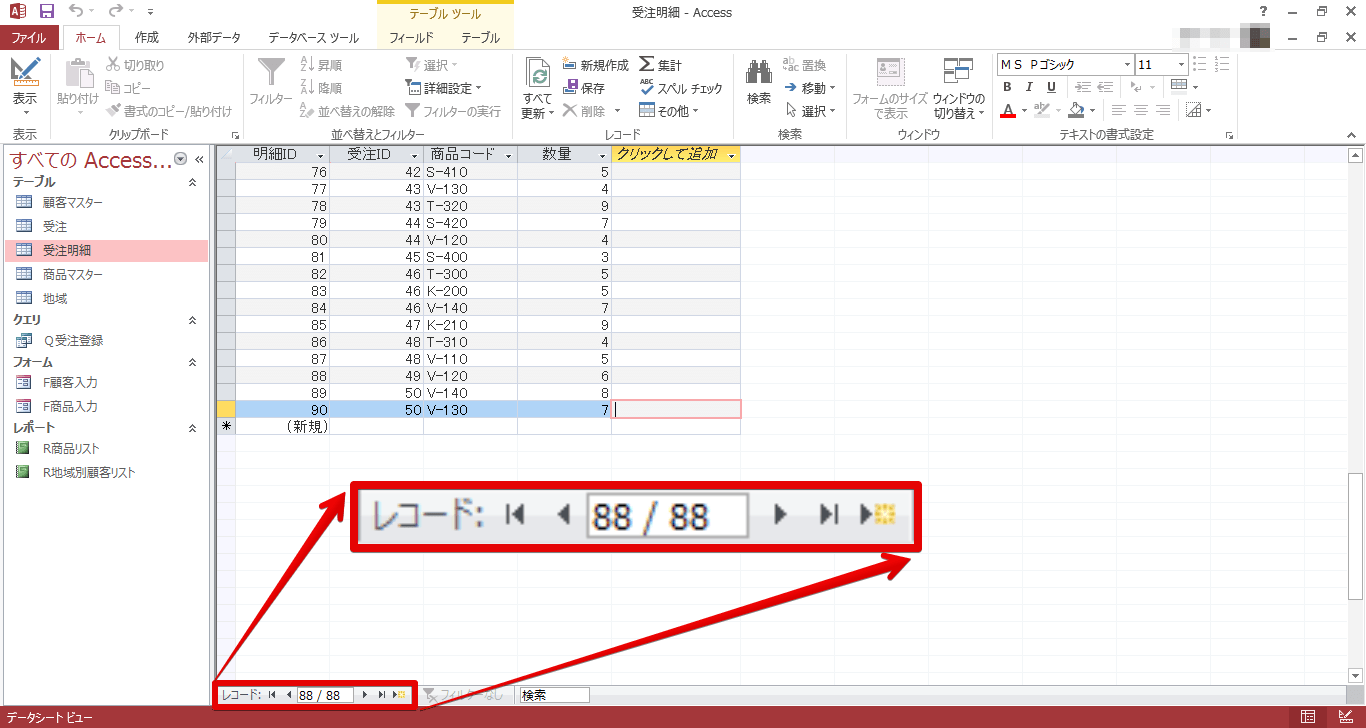 テーブル ツール
受注明細 - Access
?
ファイル ホーム 作成 外部データ データベース ツール フィールド テーブル
表示
表示
貼り付け
切り取り
コピー
書式のコピー/貼り付け
クリップボード
フィルター
昇順
降順
並べ替えの解除
選択
詳細設定
フィルターの実行
並べ替えとフィルター
すべて
更新
新規作成
保存
削除
集計
スペル チェック
その他
レコード
検索
置換
移動
選択
検索
フォームのサイズ
で表示
ウィンドウの
切り替え
ウィンドウ
ＭＳ Ｐゴシック 11
B I U
テキストの書式設定
すべての Access...
テーブル
顧客マスター
受注
受注明細
商品マスター
地域
クエリ
Ｑ受注登録
フォーム
F顧客入力
F商品入力
レポート
R商品リスト
R地域別顧客リスト
明細ID 受注ID 商品コード 数量 クリックして追加
76 42 S-410 5
77 43 V-130 4
78 43 T-320 9
79 44 S-420 7
80 44 V-120 4
81 45 S-400 3
82 46 T-300 5
83 46 K-200 5
84 46 V-140 7
85 47 K-210 9
86 48 T-310 4
87 48 V-110 5
88 49 V-120 6
89 50 V-140 8
90 50 V-130 7
(新規)
レコード: 88 / 88
レコード: 88 / 88 フィルターなし 検索
データシート ビュー